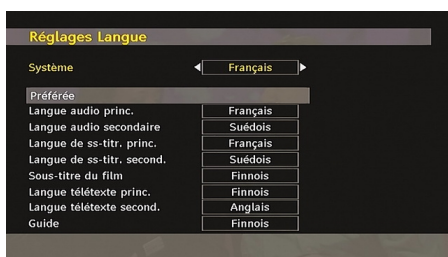 Réglages Langue
Système Français
Préférée
Langue audio princ. Français
Langue audio secondaire Suédois
Langue de ss-titr. princ. Français
Langue de ss-titr. second. Suédois
Sous-titre du film Finnois
Langue télétexte princ. Finnois
Langue télétexte second. Anglais
Guide Finnois